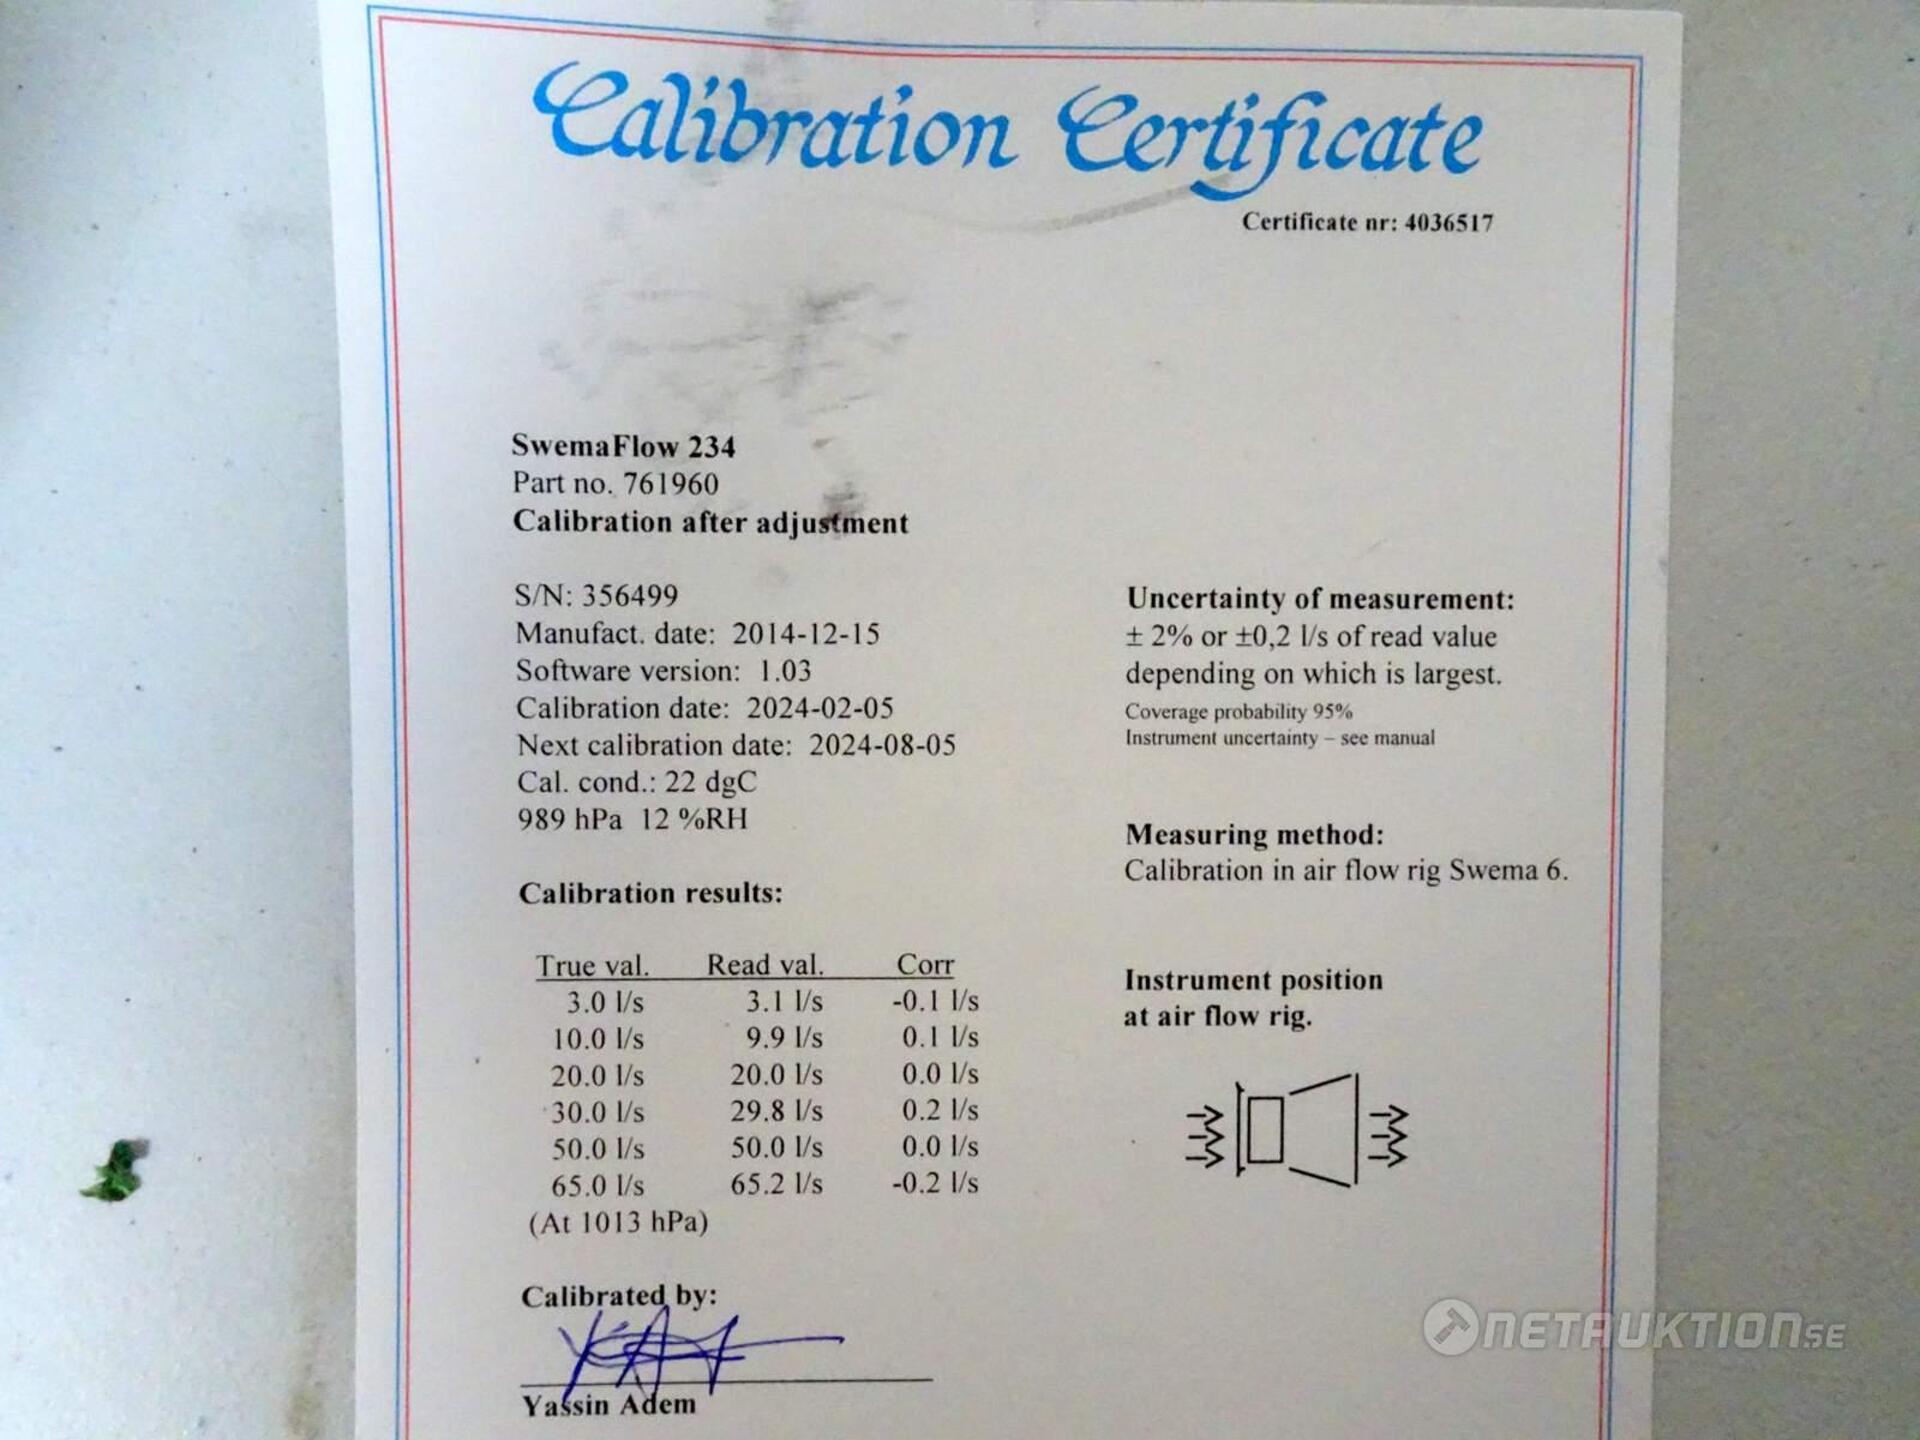 Calibration Certificate
Certificate nr: 4036517
SwemaFlow 234
Part no. 761960
Calibration after adjustment
S/N: 356499
Manufact. date: 2014-12-15
Software version: 1.03
Calibration date: 2024-02-05
Next calibration date: 2024-08-05
Cal. cond.: 22 dgC
989 hPa 12 %RH
Uncertainty of measurement:
± 2% or ±0,2 l/s of read value
depending on which is largest.
Coverage probability 95%
Instrument uncertainty – see manual
Measuring method:
Calibration in air flow rig Swema 6.
Calibration results:
True val. Read val. Corr
3.0 l/s 3.1 l/s -0.1 l/s
10.0 l/s 9.9 l/s 0.1 l/s
20.0 l/s 20.0 l/s 0.0 l/s
30.0 l/s 29.8 l/s 0.2 l/s
50.0 l/s 50.0 l/s 0.0 l/s
65.0 l/s 65.2 l/s -0.2 l/s
(At 1013 hPa)
Instrument position
at air flow rig.
Calibrated by:
Yassin Adem
NETAUKTION.SE